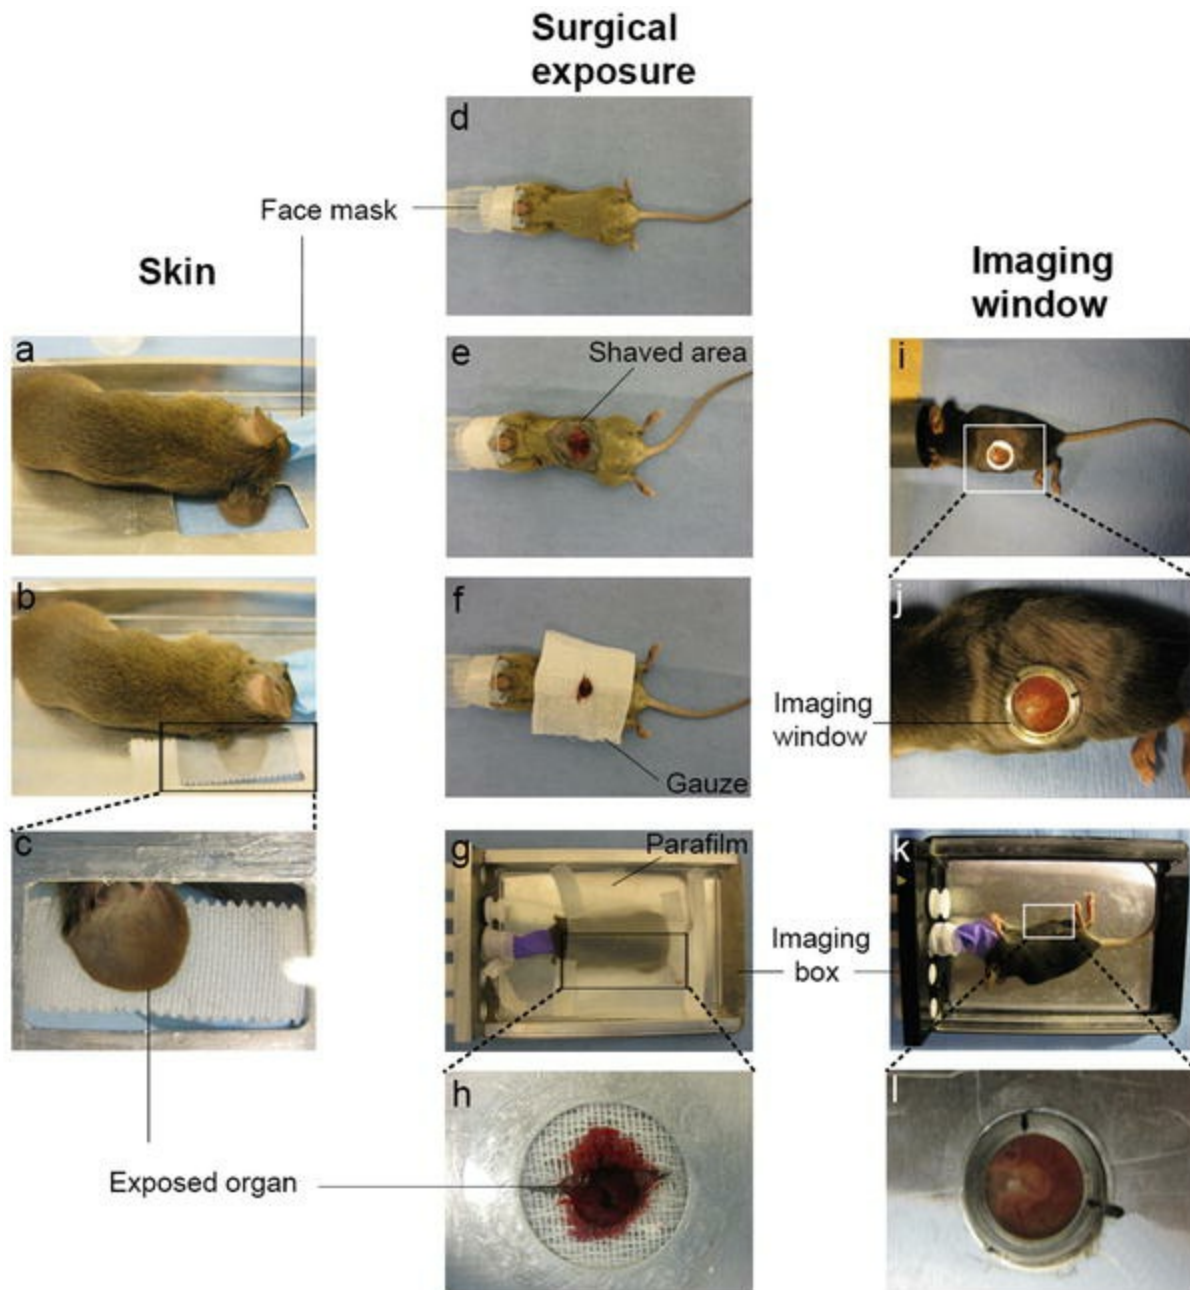 Surgical
exposure
d
Face mask
Skin
Imaging
window
a
e
Shaved area
i
b
f
j
Imaging
window
Gauze
c
g
Parafilm
k
Imaging
box
h
l
Exposed organ